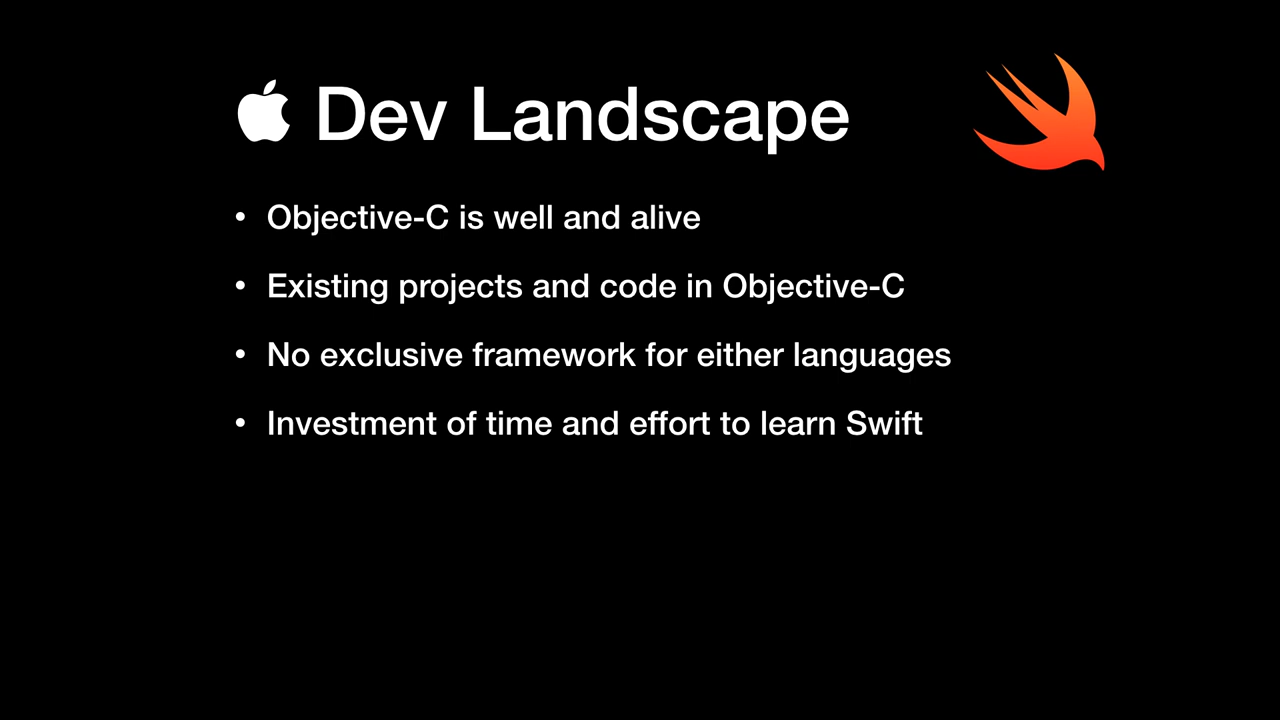 Dev Landscape
• Objective-C is well and alive
• Existing projects and code in Objective-C
• No exclusive framework for either languages
• Investment of time and effort to learn Swift